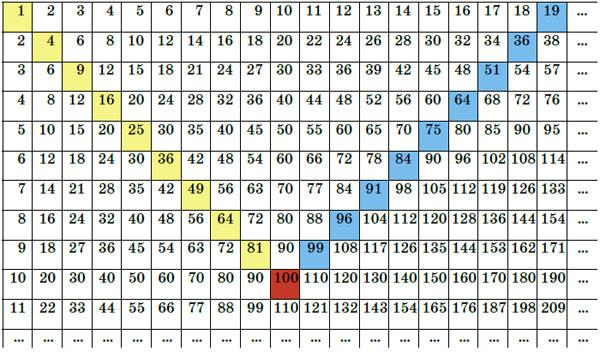 1 2 3 4 5 6 7 8 9 10 11 12 13 14 15 16 17 18 19 ...
2 4 6 8 10 12 14 16 18 20 22 24 26 28 30 32 34 36 38 ...
3 6 9 12 15 18 21 24 27 30 33 36 39 42 45 48 51 54 57 ...
4 8 12 16 20 24 28 32 36 40 44 48 52 56 60 64 68 72 76 ...
5 10 15 20 25 30 35 40 45 50 55 60 65 70 75 80 85 90 95 ...
6 12 18 24 30 36 42 48 54 60 66 72 78 84 90 96 102 108 114 ...
7 14 21 28 35 42 49 56 63 70 77 84 91 98 105 112 119 126 133 ...
8 16 24 32 40 48 56 64 72 80 88 96 104 112 120 128 136 144 154 ...
9 18 27 36 45 54 63 72 81 90 99 108 117 126 135 144 153 162 171 ...
10 20 30 40 50 60 70 80 90 100 110 120 130 140 150 160 170 180 190 ...
11 22 33 44 55 66 77 88 99 110 121 132 143 154 165 176 187 198 209 ...
... ... ... ... ... ... ... ... ... ... ... ... ... ... ... ... ... ... ... ...